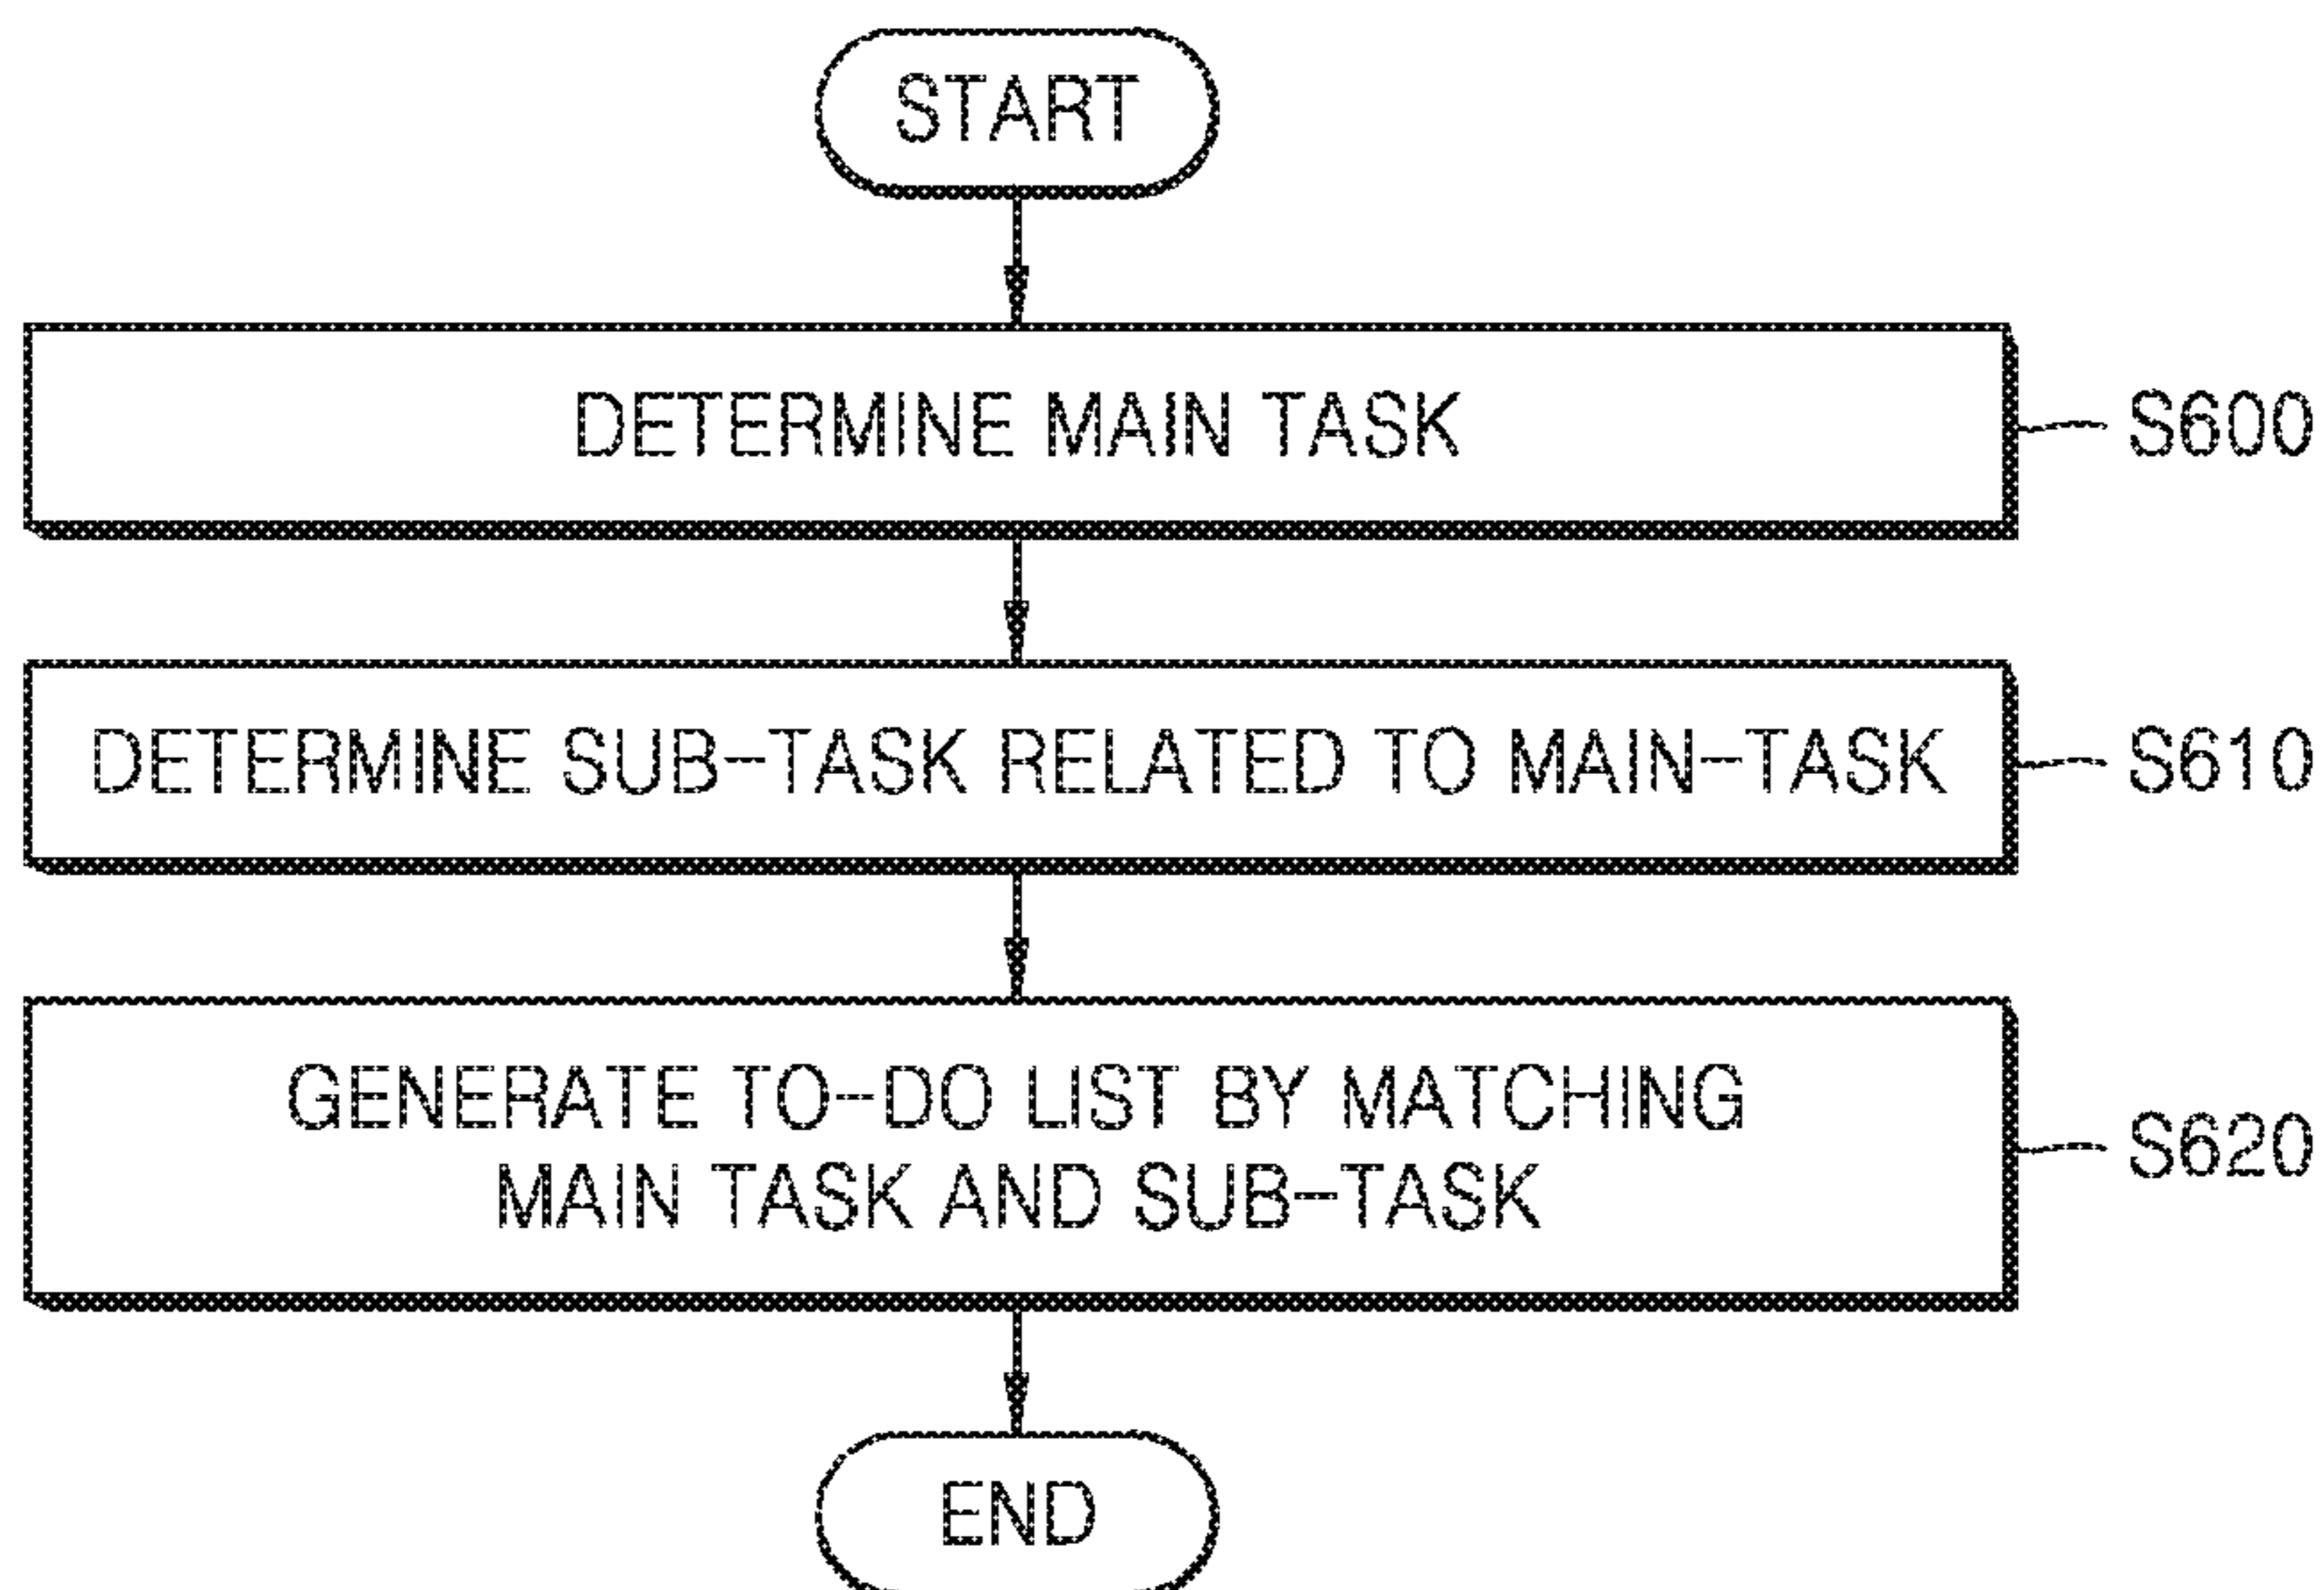 START
DETERMINE MAIN TASK
S600
DETERMINE SUB-TASK RELATED TO MAIN-TASK
S610
GENERATE TO-DO LIST BY MATCHING
MAIN TASK AND SUB-TASK
S620
END